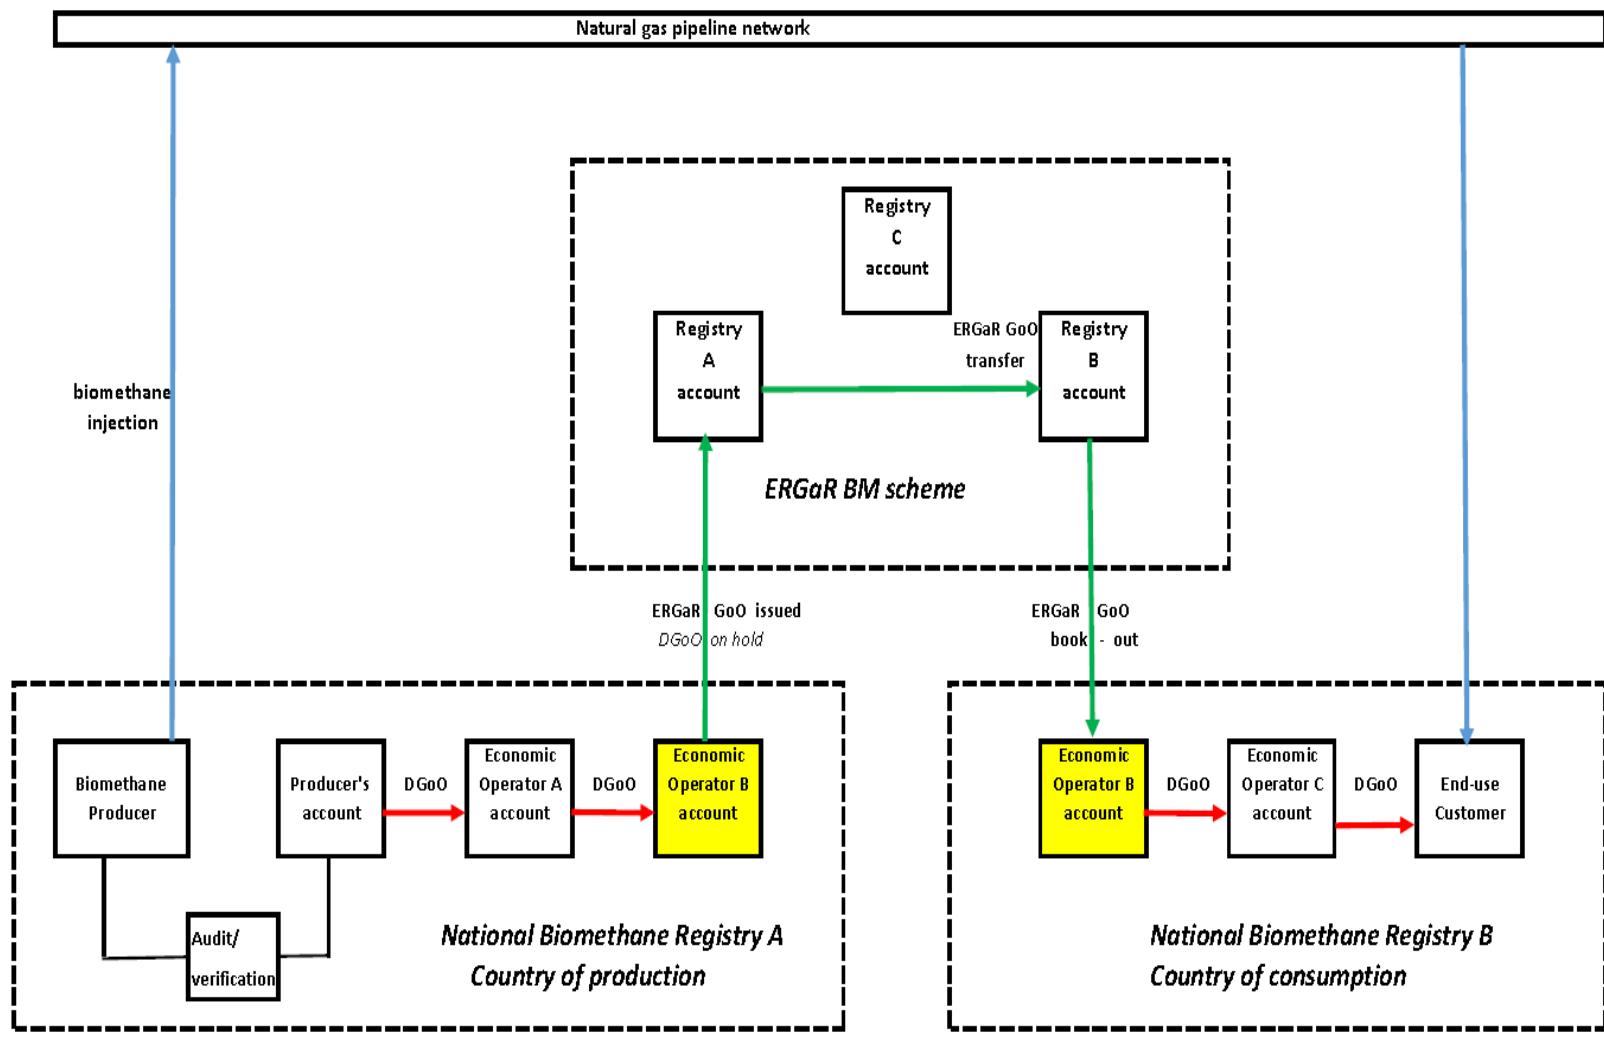 Natural gas pipeline network
Registry
C
account
Registry
A
account
ERGaR GoO
transfer
Registry
B
account
biomethane
injection
ERGaR BM scheme
ERGaR GoO issued
DGoO on hold
ERGaR GoO
book - out
Biomethane
Producer
Producer's
account
DGoO
Economic
Operator A
account
DGoO
Economic
Operator B
account
Economic
Operator B
account
DGoO
Economic
Operator C
account
DGoO
End-use
Customer
Audit/
verification
National Biomethane Registry A
Country of production
National Biomethane Registry B
Country of consumption